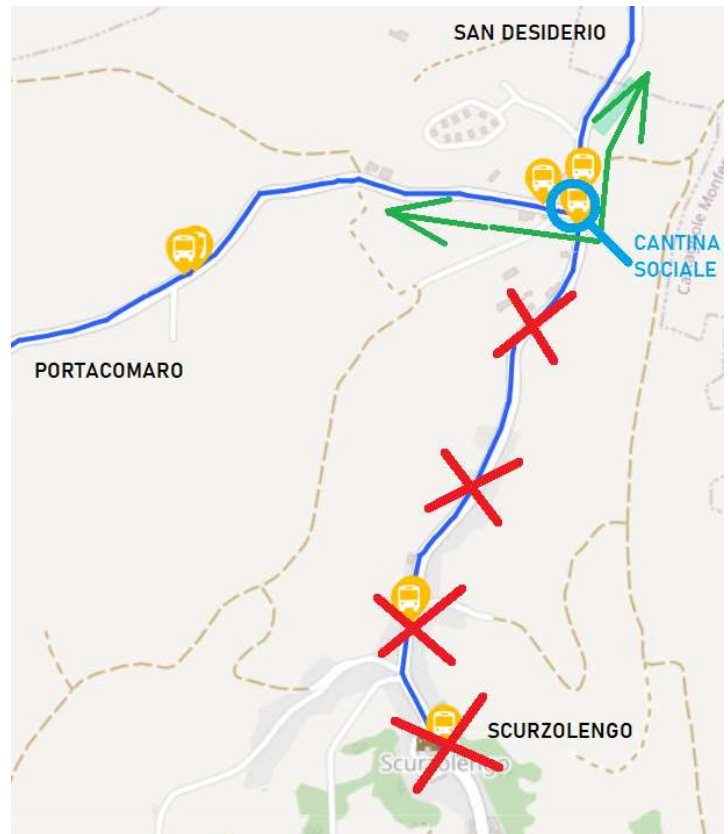 SAN DESIDERIO
CANTINA
SOCIALE
PORTACOMARO
SCURZOLENGO
Scurzolengo